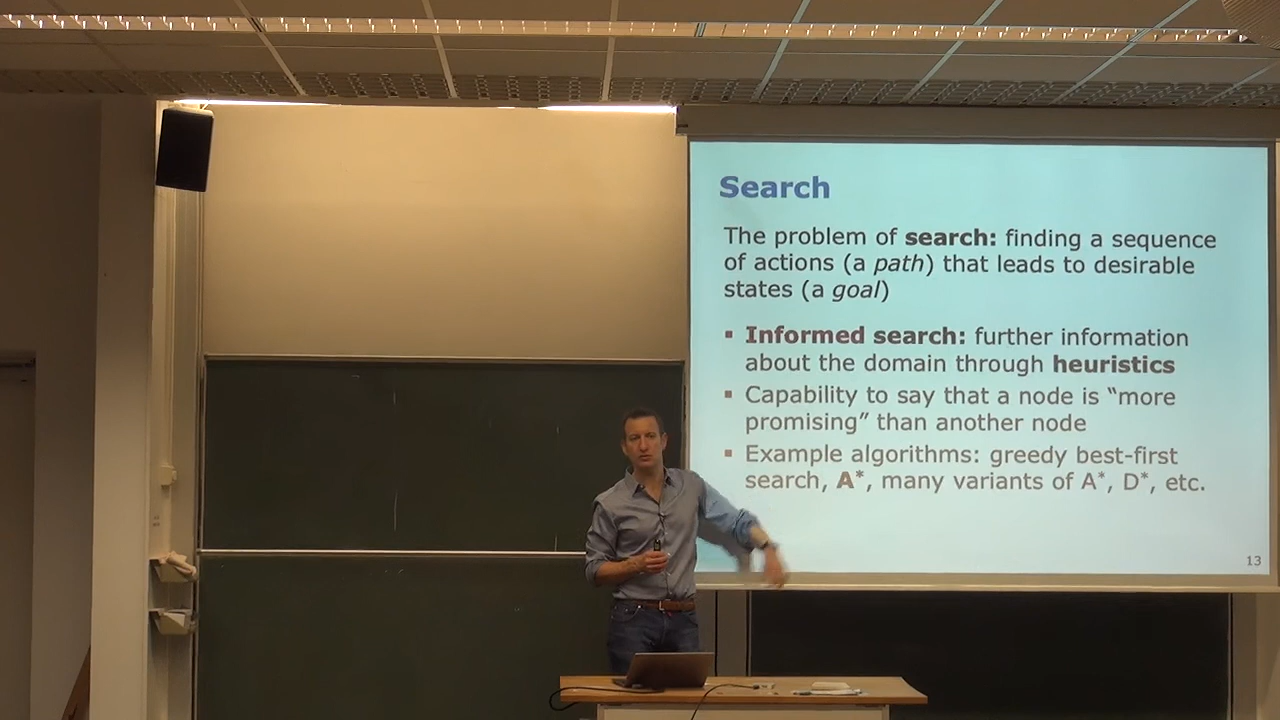 Search
The problem of search: finding a sequence
of actions (a path) that leads to desirable
states (a goal)
▪ Informed search: further information
about the domain through heuristics
▪ Capability to say that a node is “more
promising” than another node
▪ Example algorithms: greedy best-first
search, A*, many variants of A*, D*, etc.
13